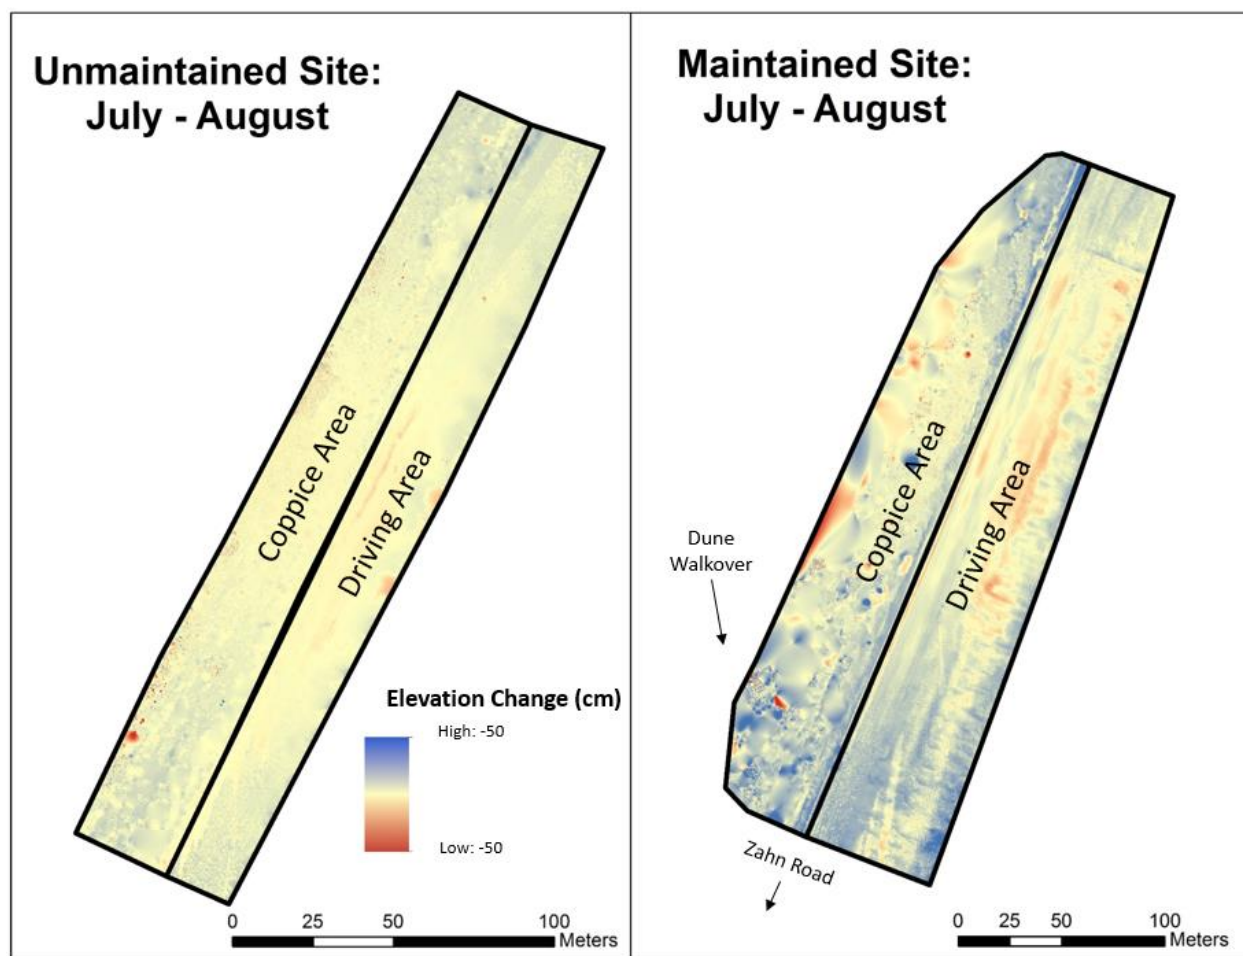 Unmaintained Site:
July - August
Coppice Area
Driving Area
Elevation Change (cm)
High: -50
Low: -50
0 25 50 100
Meters
Maintained Site:
July - August
Coppice Area
Driving Area
Dune
Walkover
Zahn Road
0 25 50 100
Meters